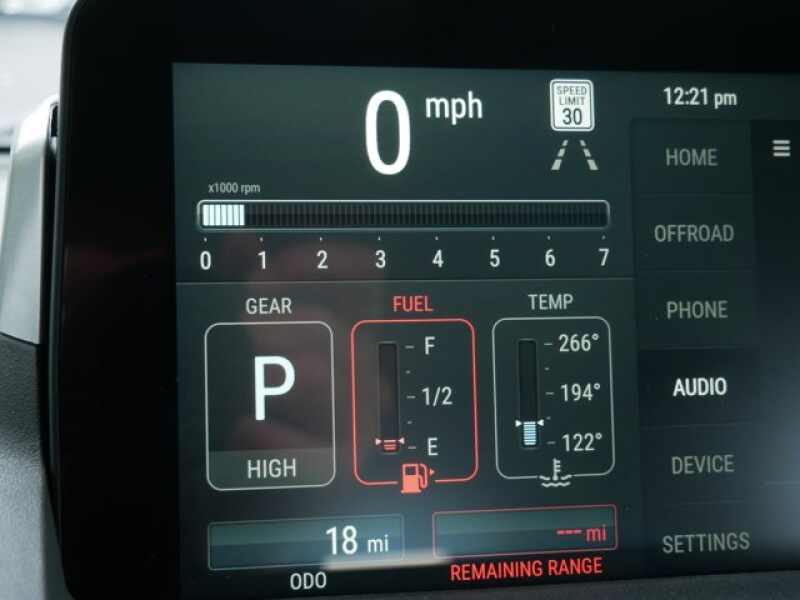 0 mph
SPEED
LIMIT
30
12:21 pm
x1000 rpm
0 1 2 3 4 5 6 7
GEAR
P
HIGH
FUEL
F
1/2
E
TEMP
266°
194°
122°
18 mi
ODO
--- mi
REMAINING RANGE
HOME
OFFROAD
PHONE
AUDIO
DEVICE
SETTINGS